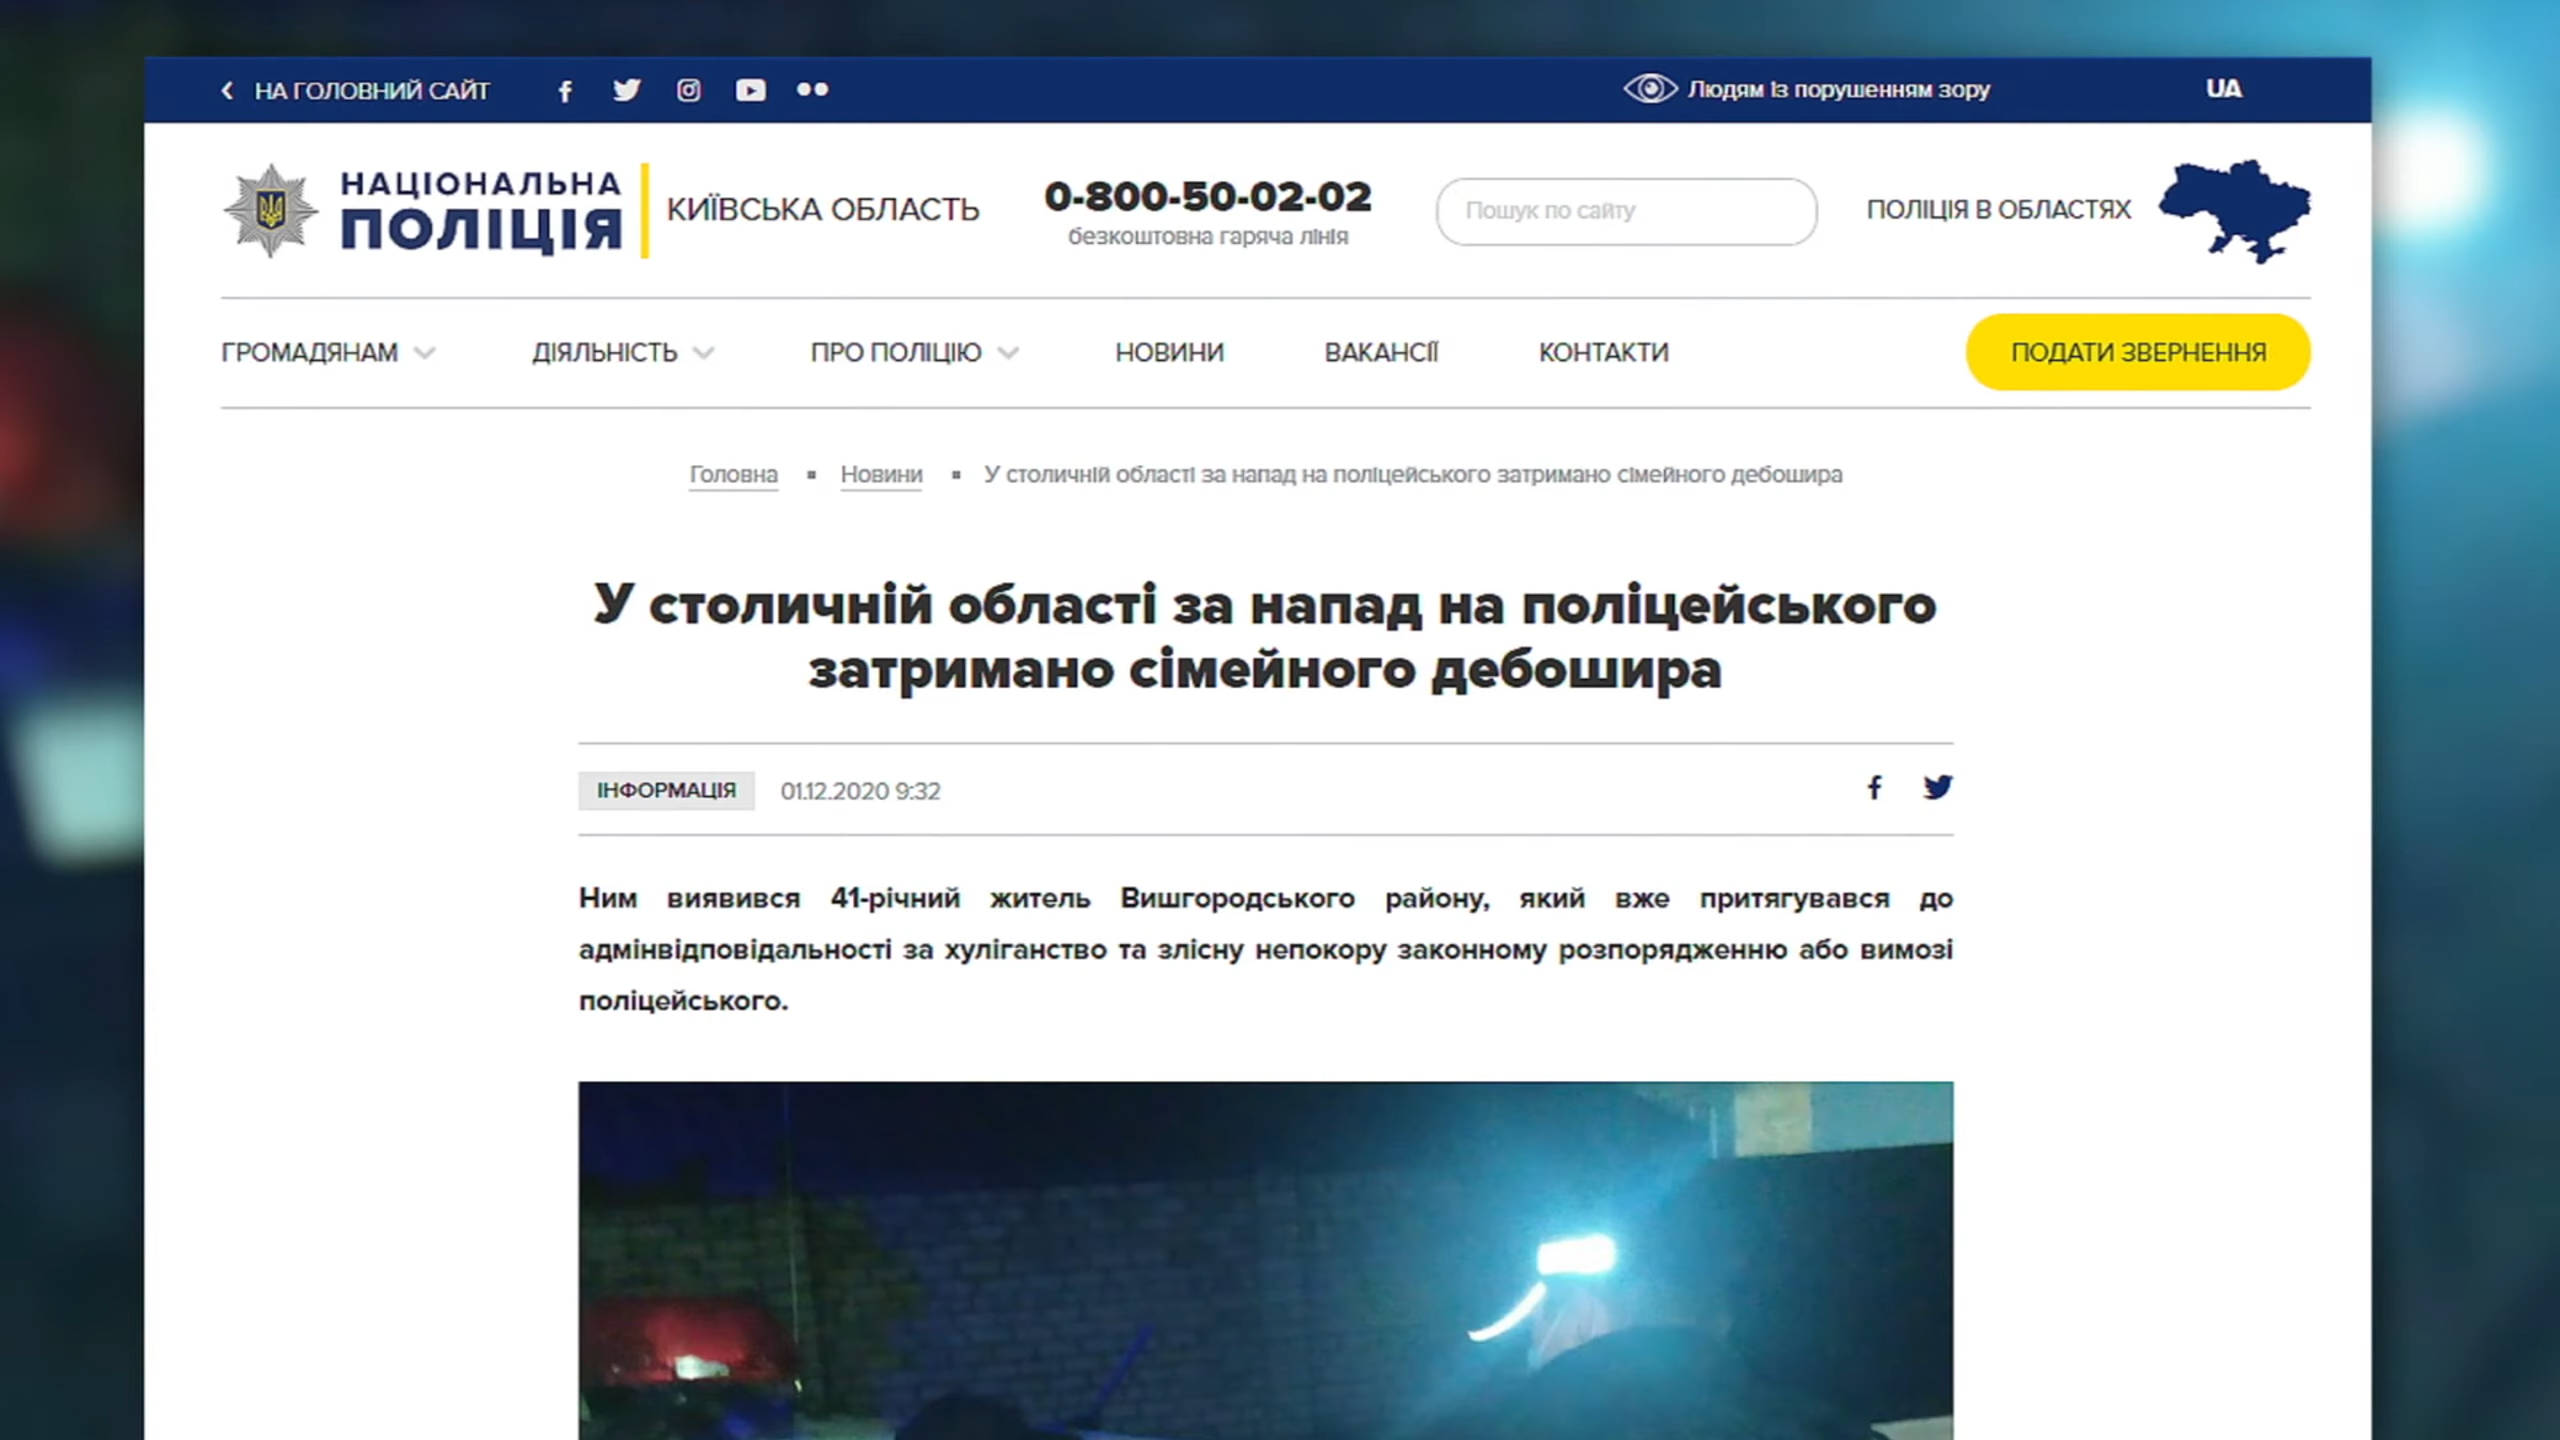 НА ГОЛОВНИЙ САЙТ
Людям із порушенням зору
UA
НАЦІОНАЛЬНА
ПОЛІЦІЯ
КИЇВСЬКА ОБЛАСТЬ
0-800-50-02-02
безкоштовна гаряча лінія
Пошук по сайту
ПОЛІЦІЯ В ОБЛАСТЯХ
ГРОМАДЯНАМ
ДІЯЛЬНІСТЬ
ПРО ПОЛІЦІЮ
НОВИНИ
ВАКАНСІЇ
КОНТАКТИ
ПОДАТИ ЗВЕРНЕННЯ
Головна ▪ Новини ▪ У столичній області за напад на поліцейського затримано сімейного дебошира
У столичній області за напад на поліцейського
затримано сімейного дебошира
ІНФОРМАЦІЯ
01.12.2020 9:32
Ним виявився 41-річний житель Вишгородського району, який вже притягувався до
адмінвідповідальності за хуліганство та злісну непокору законному розпорядженню або вимозі
поліцейського.